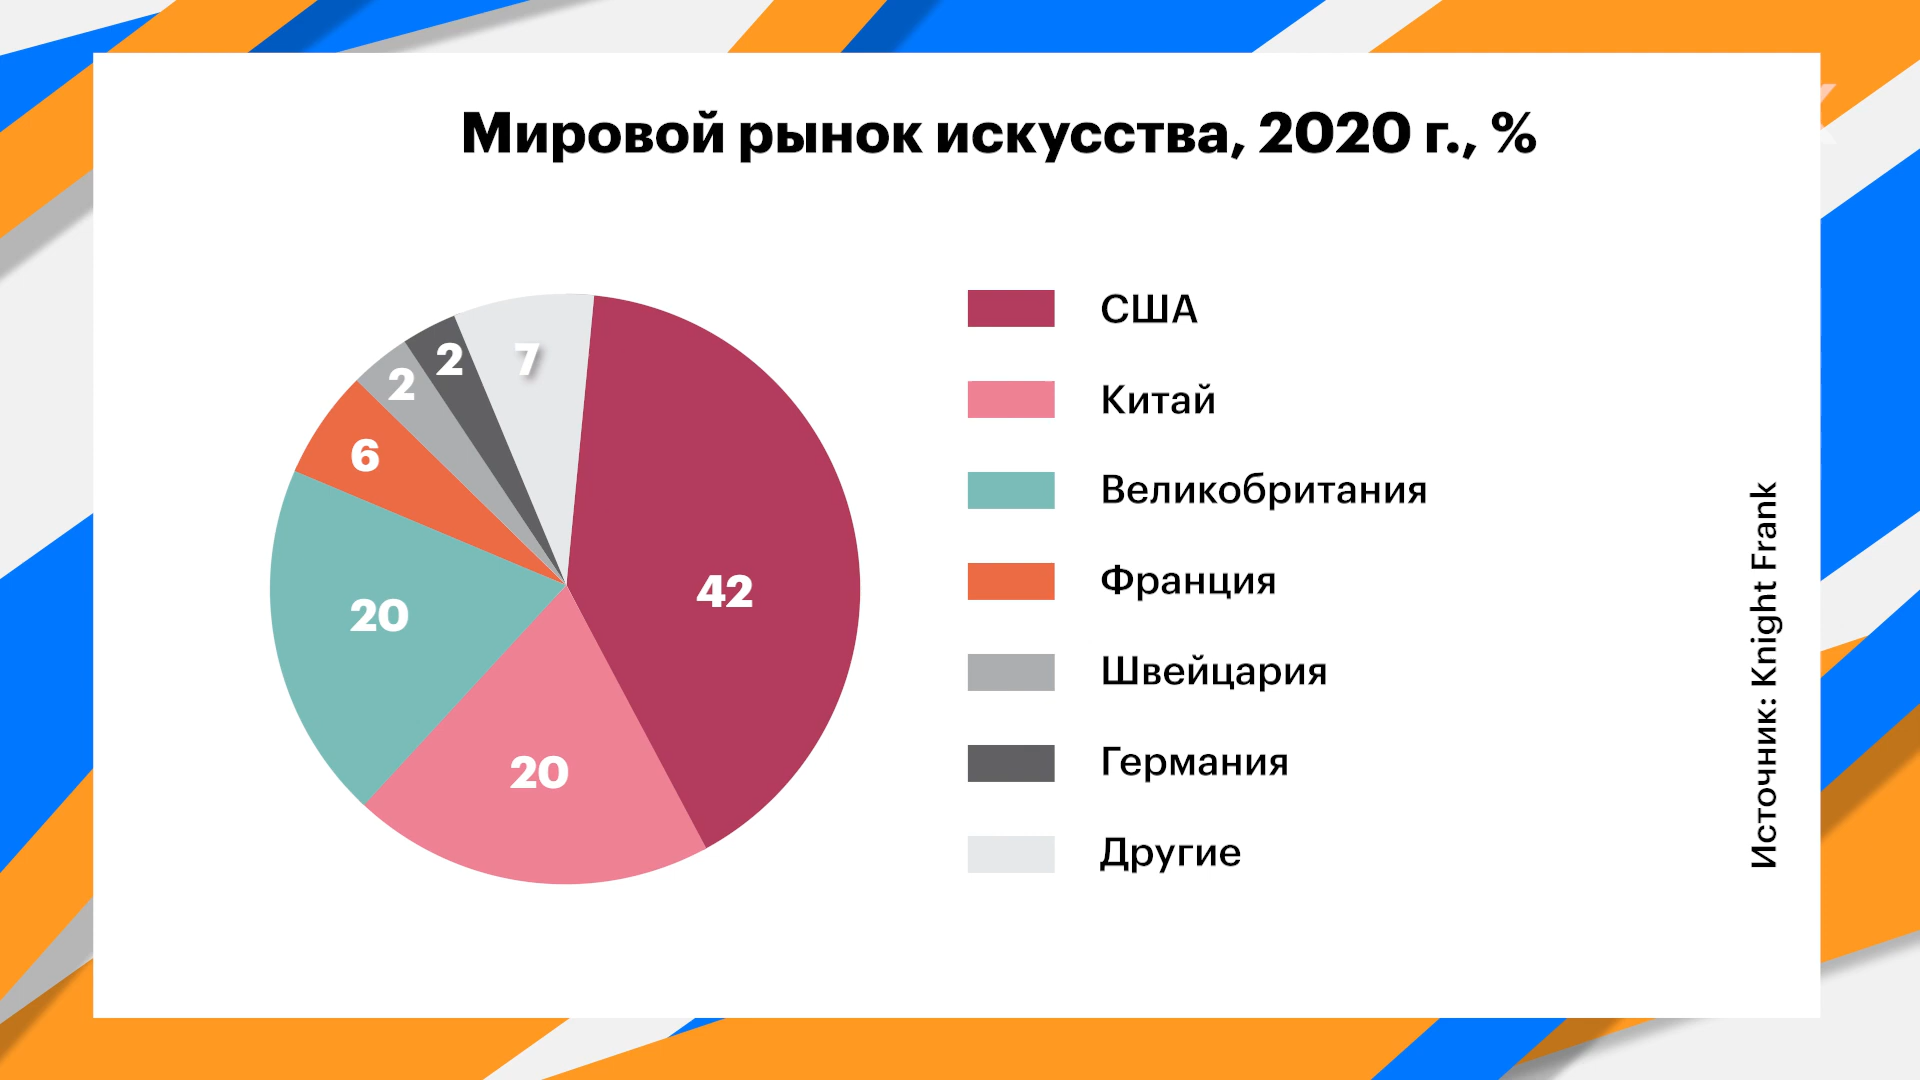 Мировой рынок искусства, 2020 г., %
42
20
20
6
2
2
7
США
Китай
Великобритания
Франция
Швейцария
Германия
Другие
Источник: Knight Frank